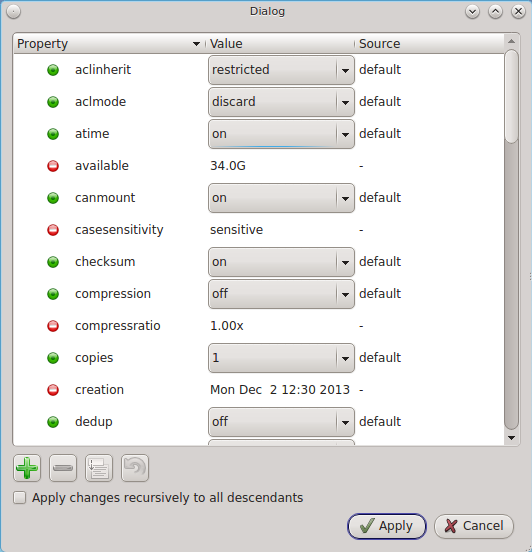 Dialog
Property Value Source
aclinherit restricted default
aclmode discard default
atime on default
available 34.0G -
canmount on default
casesensitivity sensitive -
checksum on default
compression off default
compressratio 1.00x -
copies 1 default
creation Mon Dec  2 12:30 2013 -
dedup off default
Apply changes recursively to all descendants
Apply Cancel